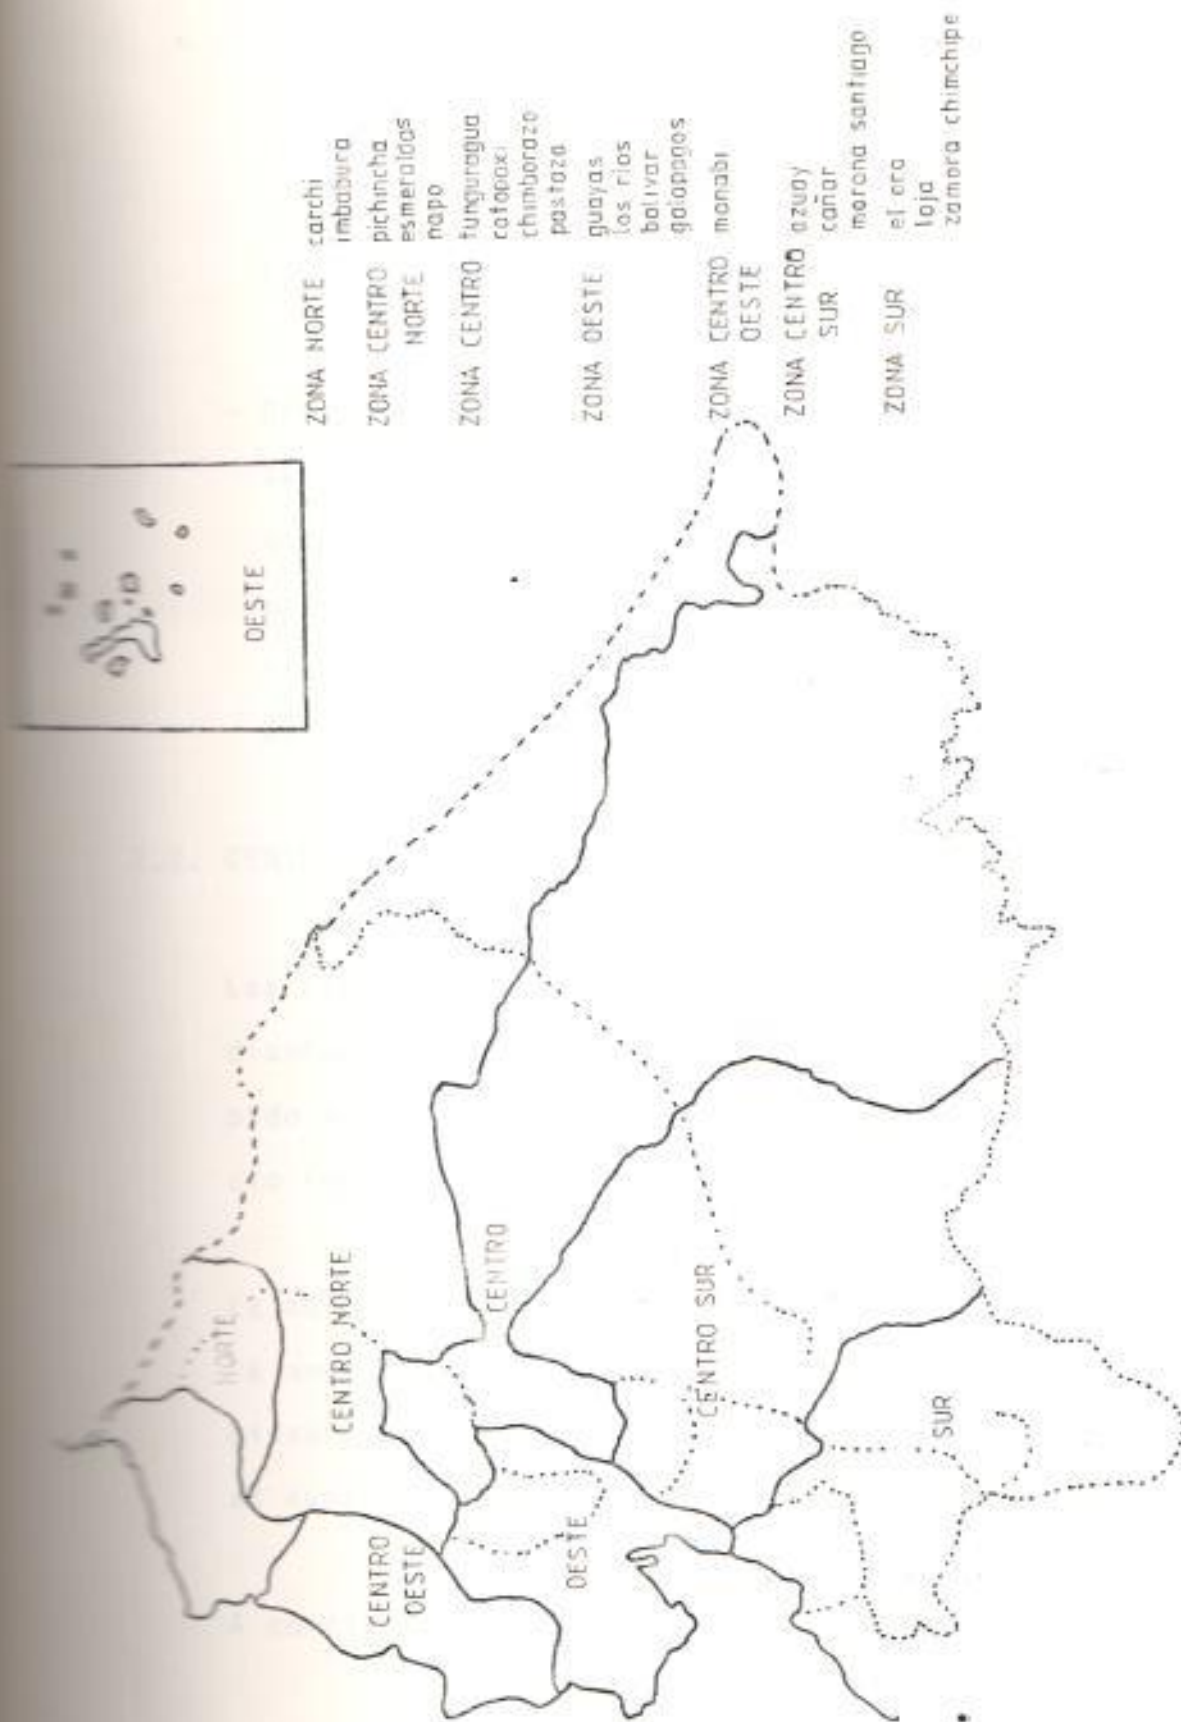 OESTE
ZONA NORTE carchi
imbabura
ZONA CENTRO pichincha
NORTE esmeraldas
napo
ZONA CENTRO tunguragua
cotopaxi
chimborazo
pastaza
ZONA OESTE guayas
los rios
bolivar
galapagos
ZONA CENTRO manabi
OESTE
ZONA CENTRO azuay
SUR cañar
morona santiago
ZONA SUR el oro
loja
zamora chimchipe
NORTE
CENTRO NORTE
CENTRO
CENTRO
OESTE
OESTE
CENTRO SUR
SUR